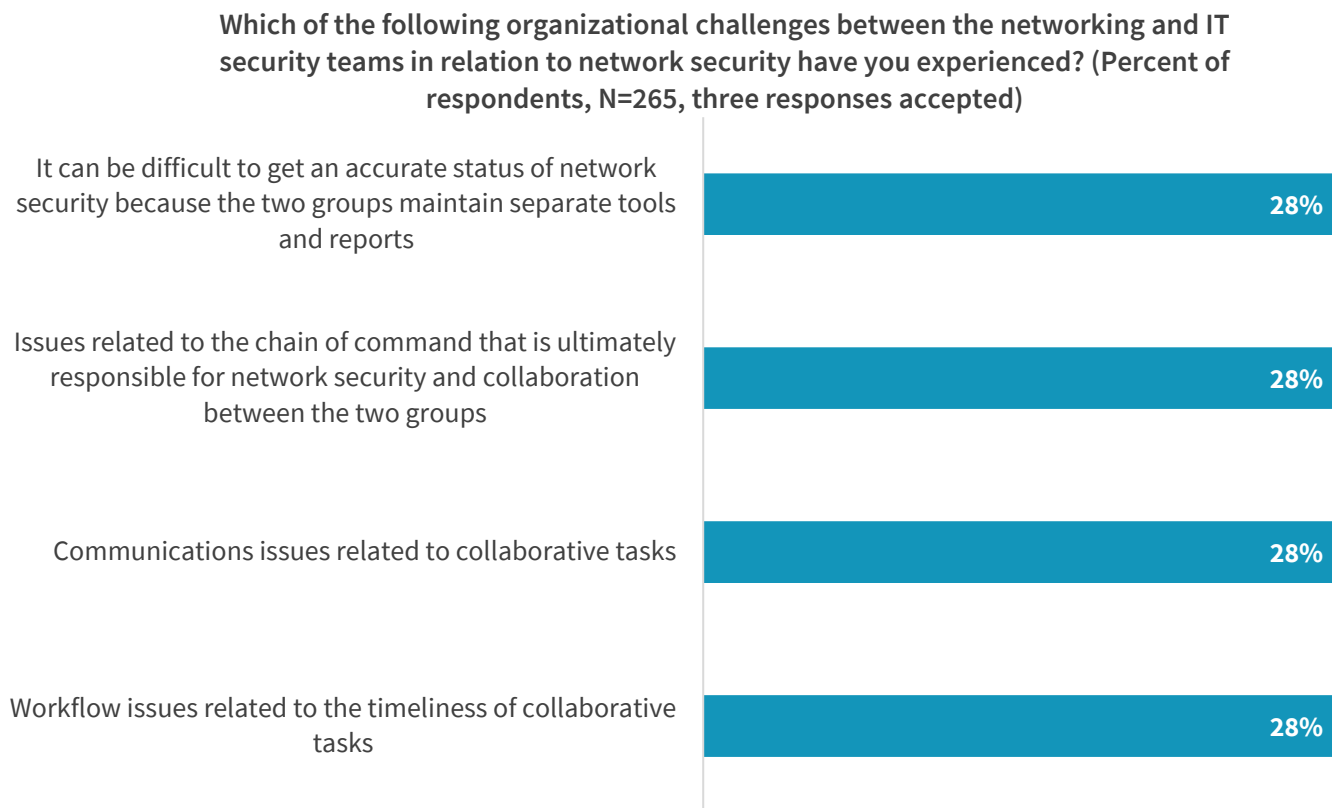 Which of the following organizational challenges between the networking and IT
security teams in relation to network security have you experienced? (Percent of
respondents, N=265, three responses accepted)
It can be difficult to get an accurate status of network
security because the two groups maintain separate tools
and reports
28%
Issues related to the chain of command that is ultimately
responsible for network security and collaboration
between the two groups
28%
Communications issues related to collaborative tasks
28%
Workflow issues related to the timeliness of collaborative
tasks
28%